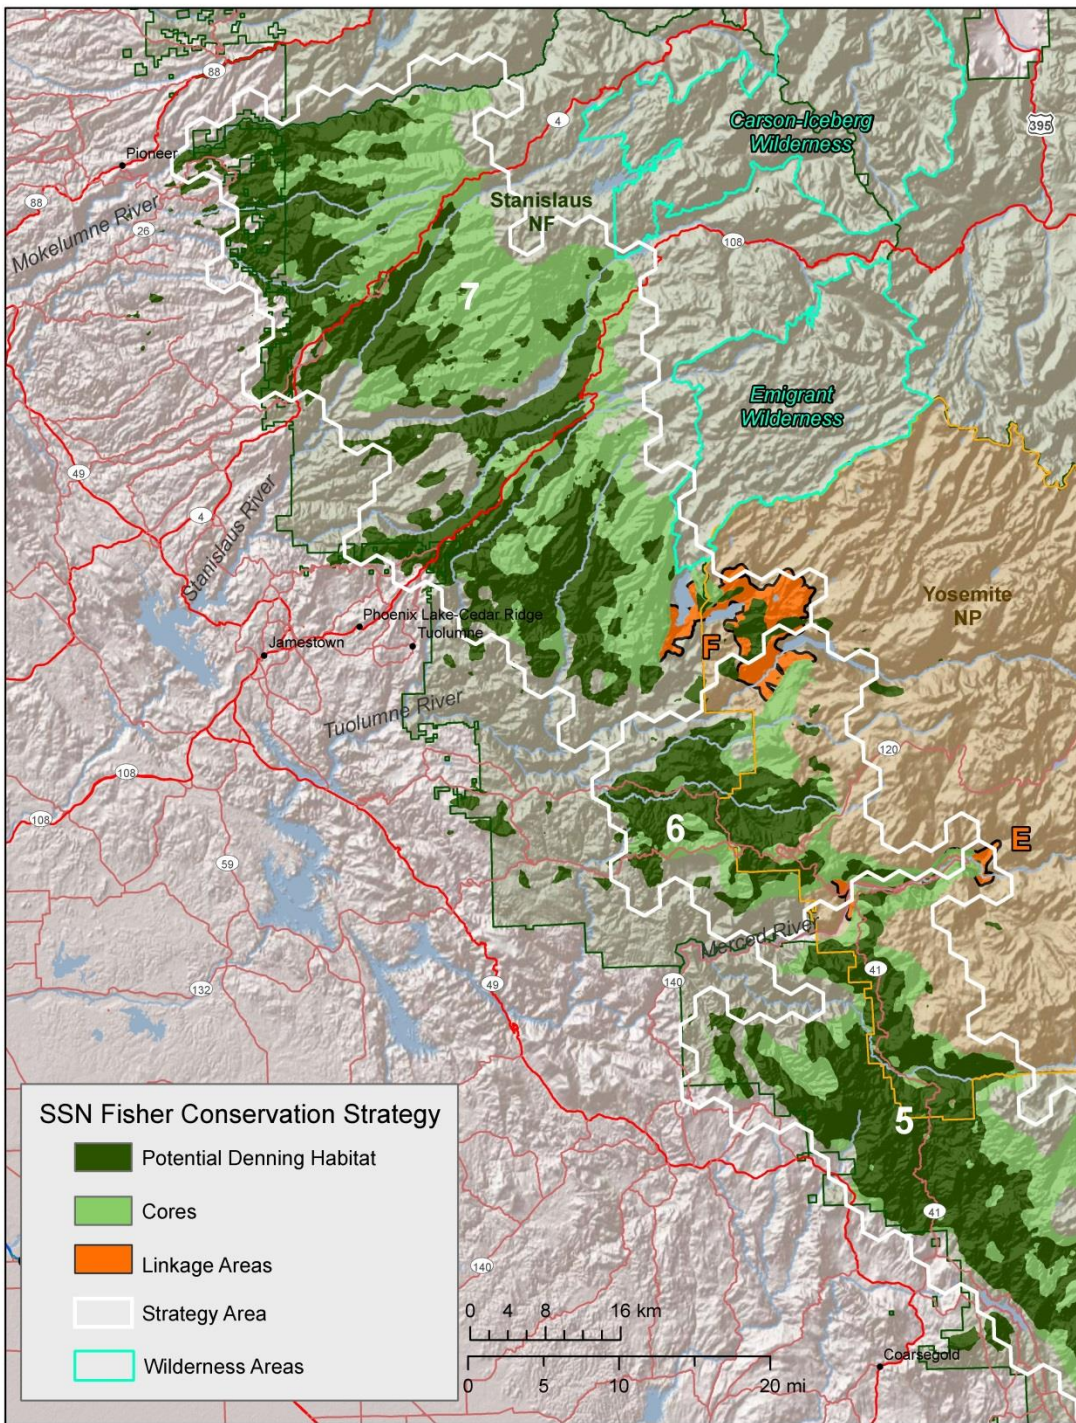 88
4
Carson-Iceberg
Wilderness
395
Pioneer
88
Mokelumne River
26
Stanislaus
NF
108
7
Emigrant
Wilderness
49
4
Stanislaus River
Yosemite
NP
Phoenix Lake-Cedar Ridge
Tuolumne
Jamestown
F
Tuolumne River
120
108
108
6
E
59
Merced River
41
132
140
49
5
SSN Fisher Conservation Strategy
Potential Denning Habitat
Cores
Linkage Areas
Strategy Area
Wilderness Areas
41
140
0 4 8 16 km
Coarsegold
0 5 10 20 mi